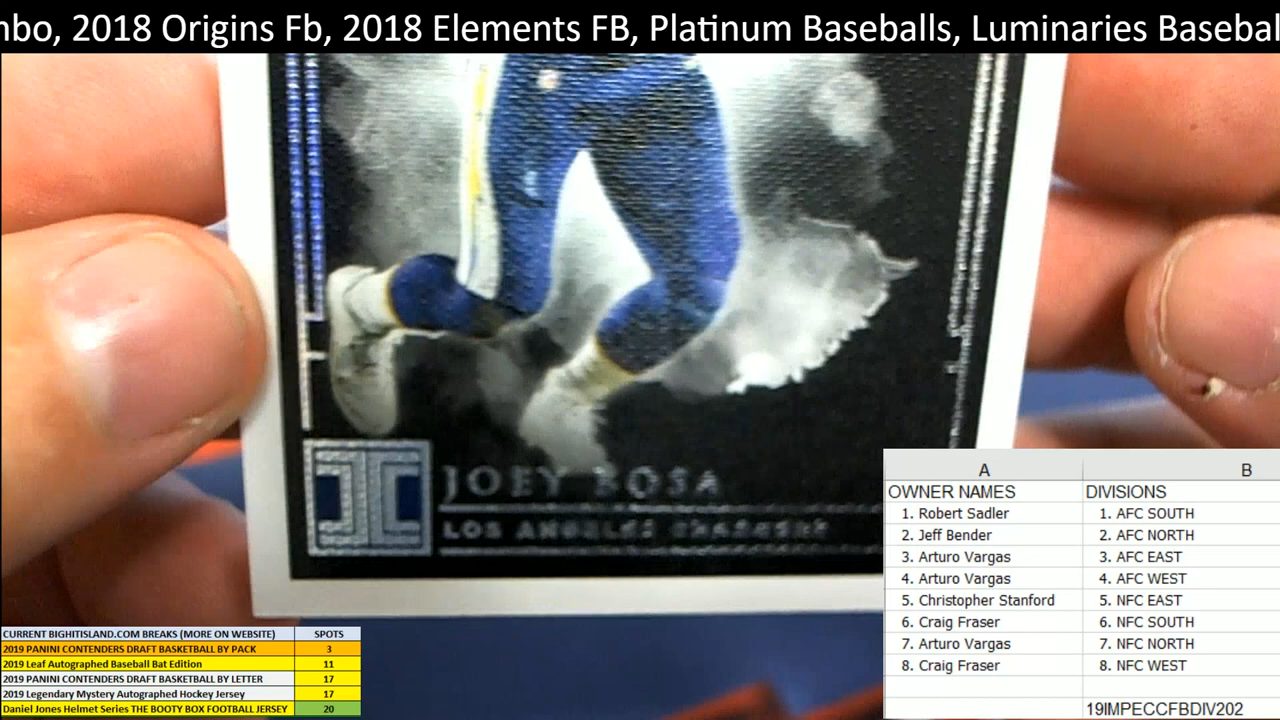 nbo, 2018 Origins Fb, 2018 Elements FB, Platinum Baseballs, Luminaries Basebal
JOEY BOSA
LOS ANGELES CHARGERS
A B
OWNER NAMES DIVISIONS
1. Robert Sadler 1. AFC SOUTH
2. Jeff Bender 2. AFC NORTH
3. Arturo Vargas 3. AFC EAST
4. Arturo Vargas 4. AFC WEST
5. Christopher Stanford 5. NFC EAST
6. Craig Fraser 6. NFC SOUTH
7. Arturo Vargas 7. NFC NORTH
8. Craig Fraser 8. NFC WEST
19IMPECCFBDIV202
CURRENT BIGHITISLAND.COM BREAKS (MORE ON WEBSITE) SPOTS
2019 PANINI CONTENDERS DRAFT BASKETBALL BY PACK 3
2019 Leaf Autographed Baseball Bat Edition 11
2019 PANINI CONTENDERS DRAFT BASKETBALL BY LETTER 17
2019 Legendary Mystery Autographed Hockey Jersey 17
Daniel Jones Helmet Series THE BOOTY BOX FOOTBALL JERSEY 20